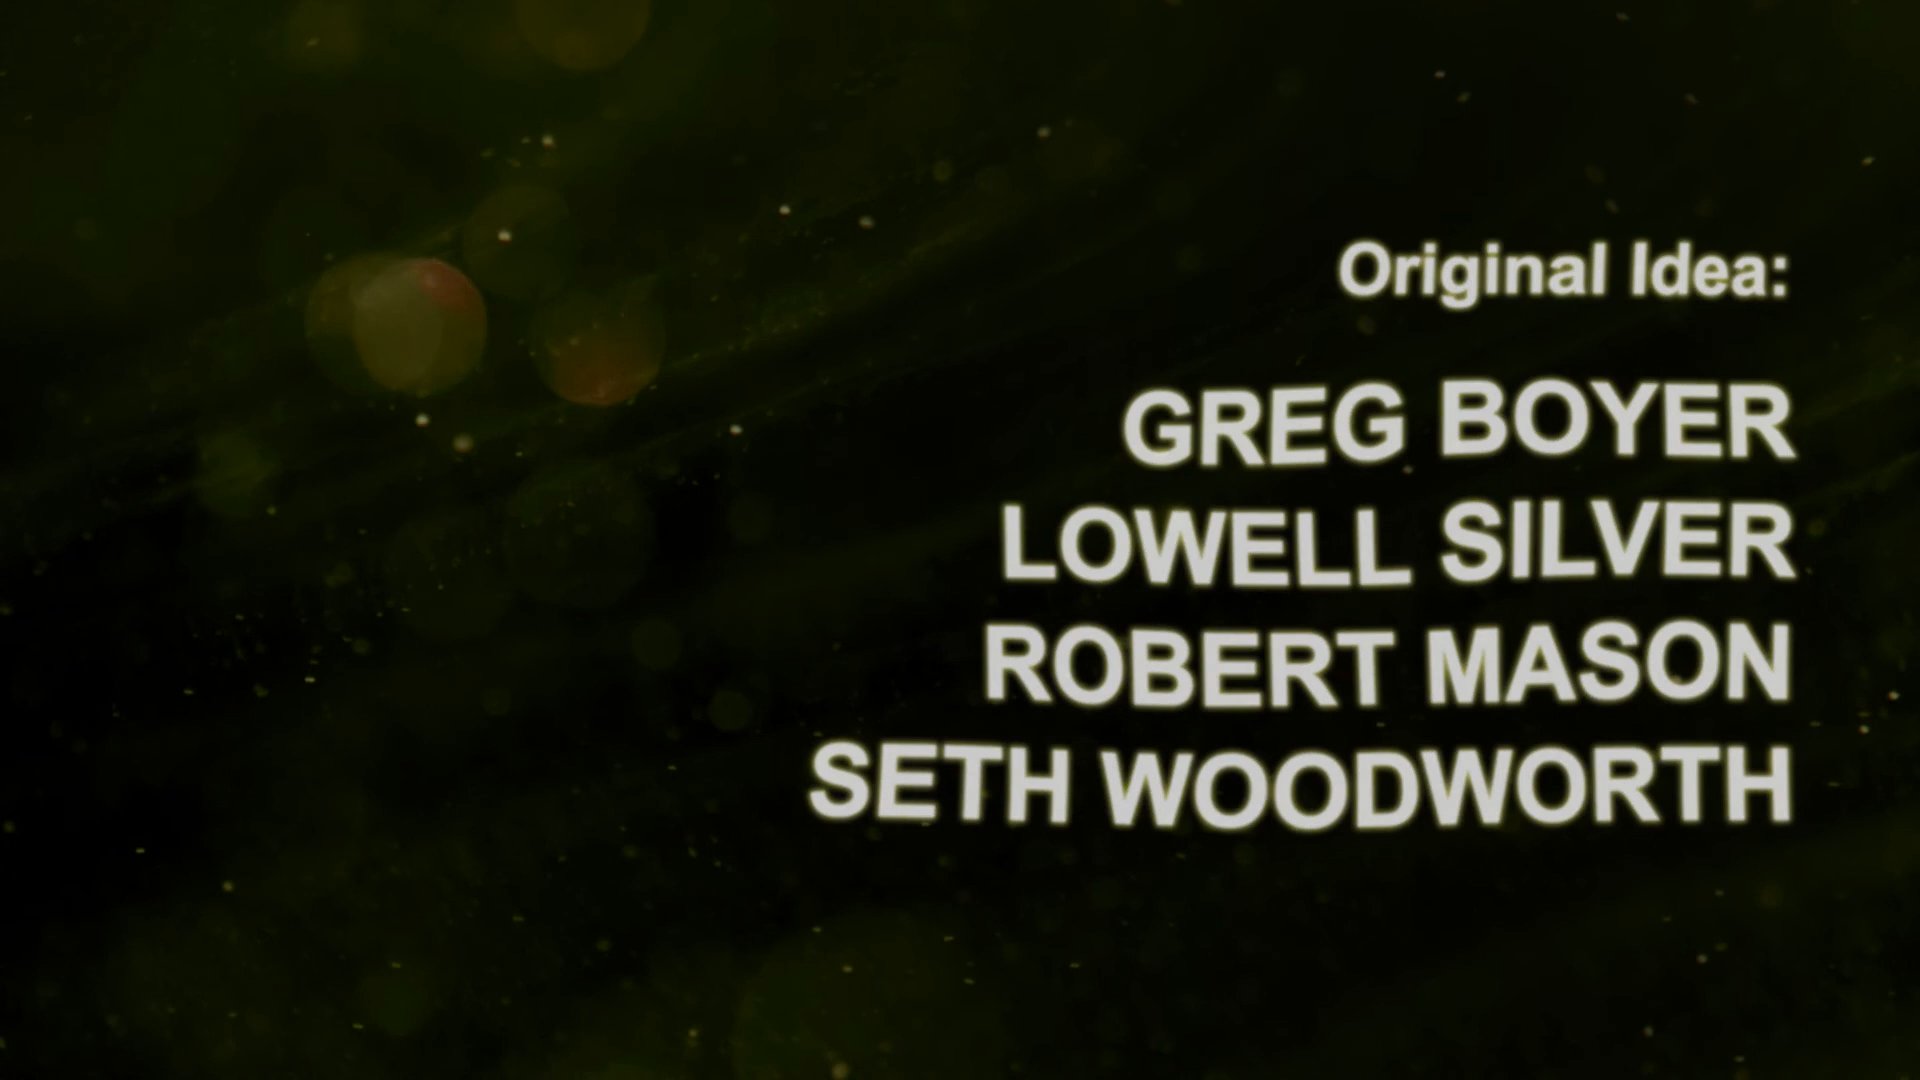 Original Idea:
GREG BOYER
LOWELL SILVER
ROBERT MASON
SETH WOODWORTH